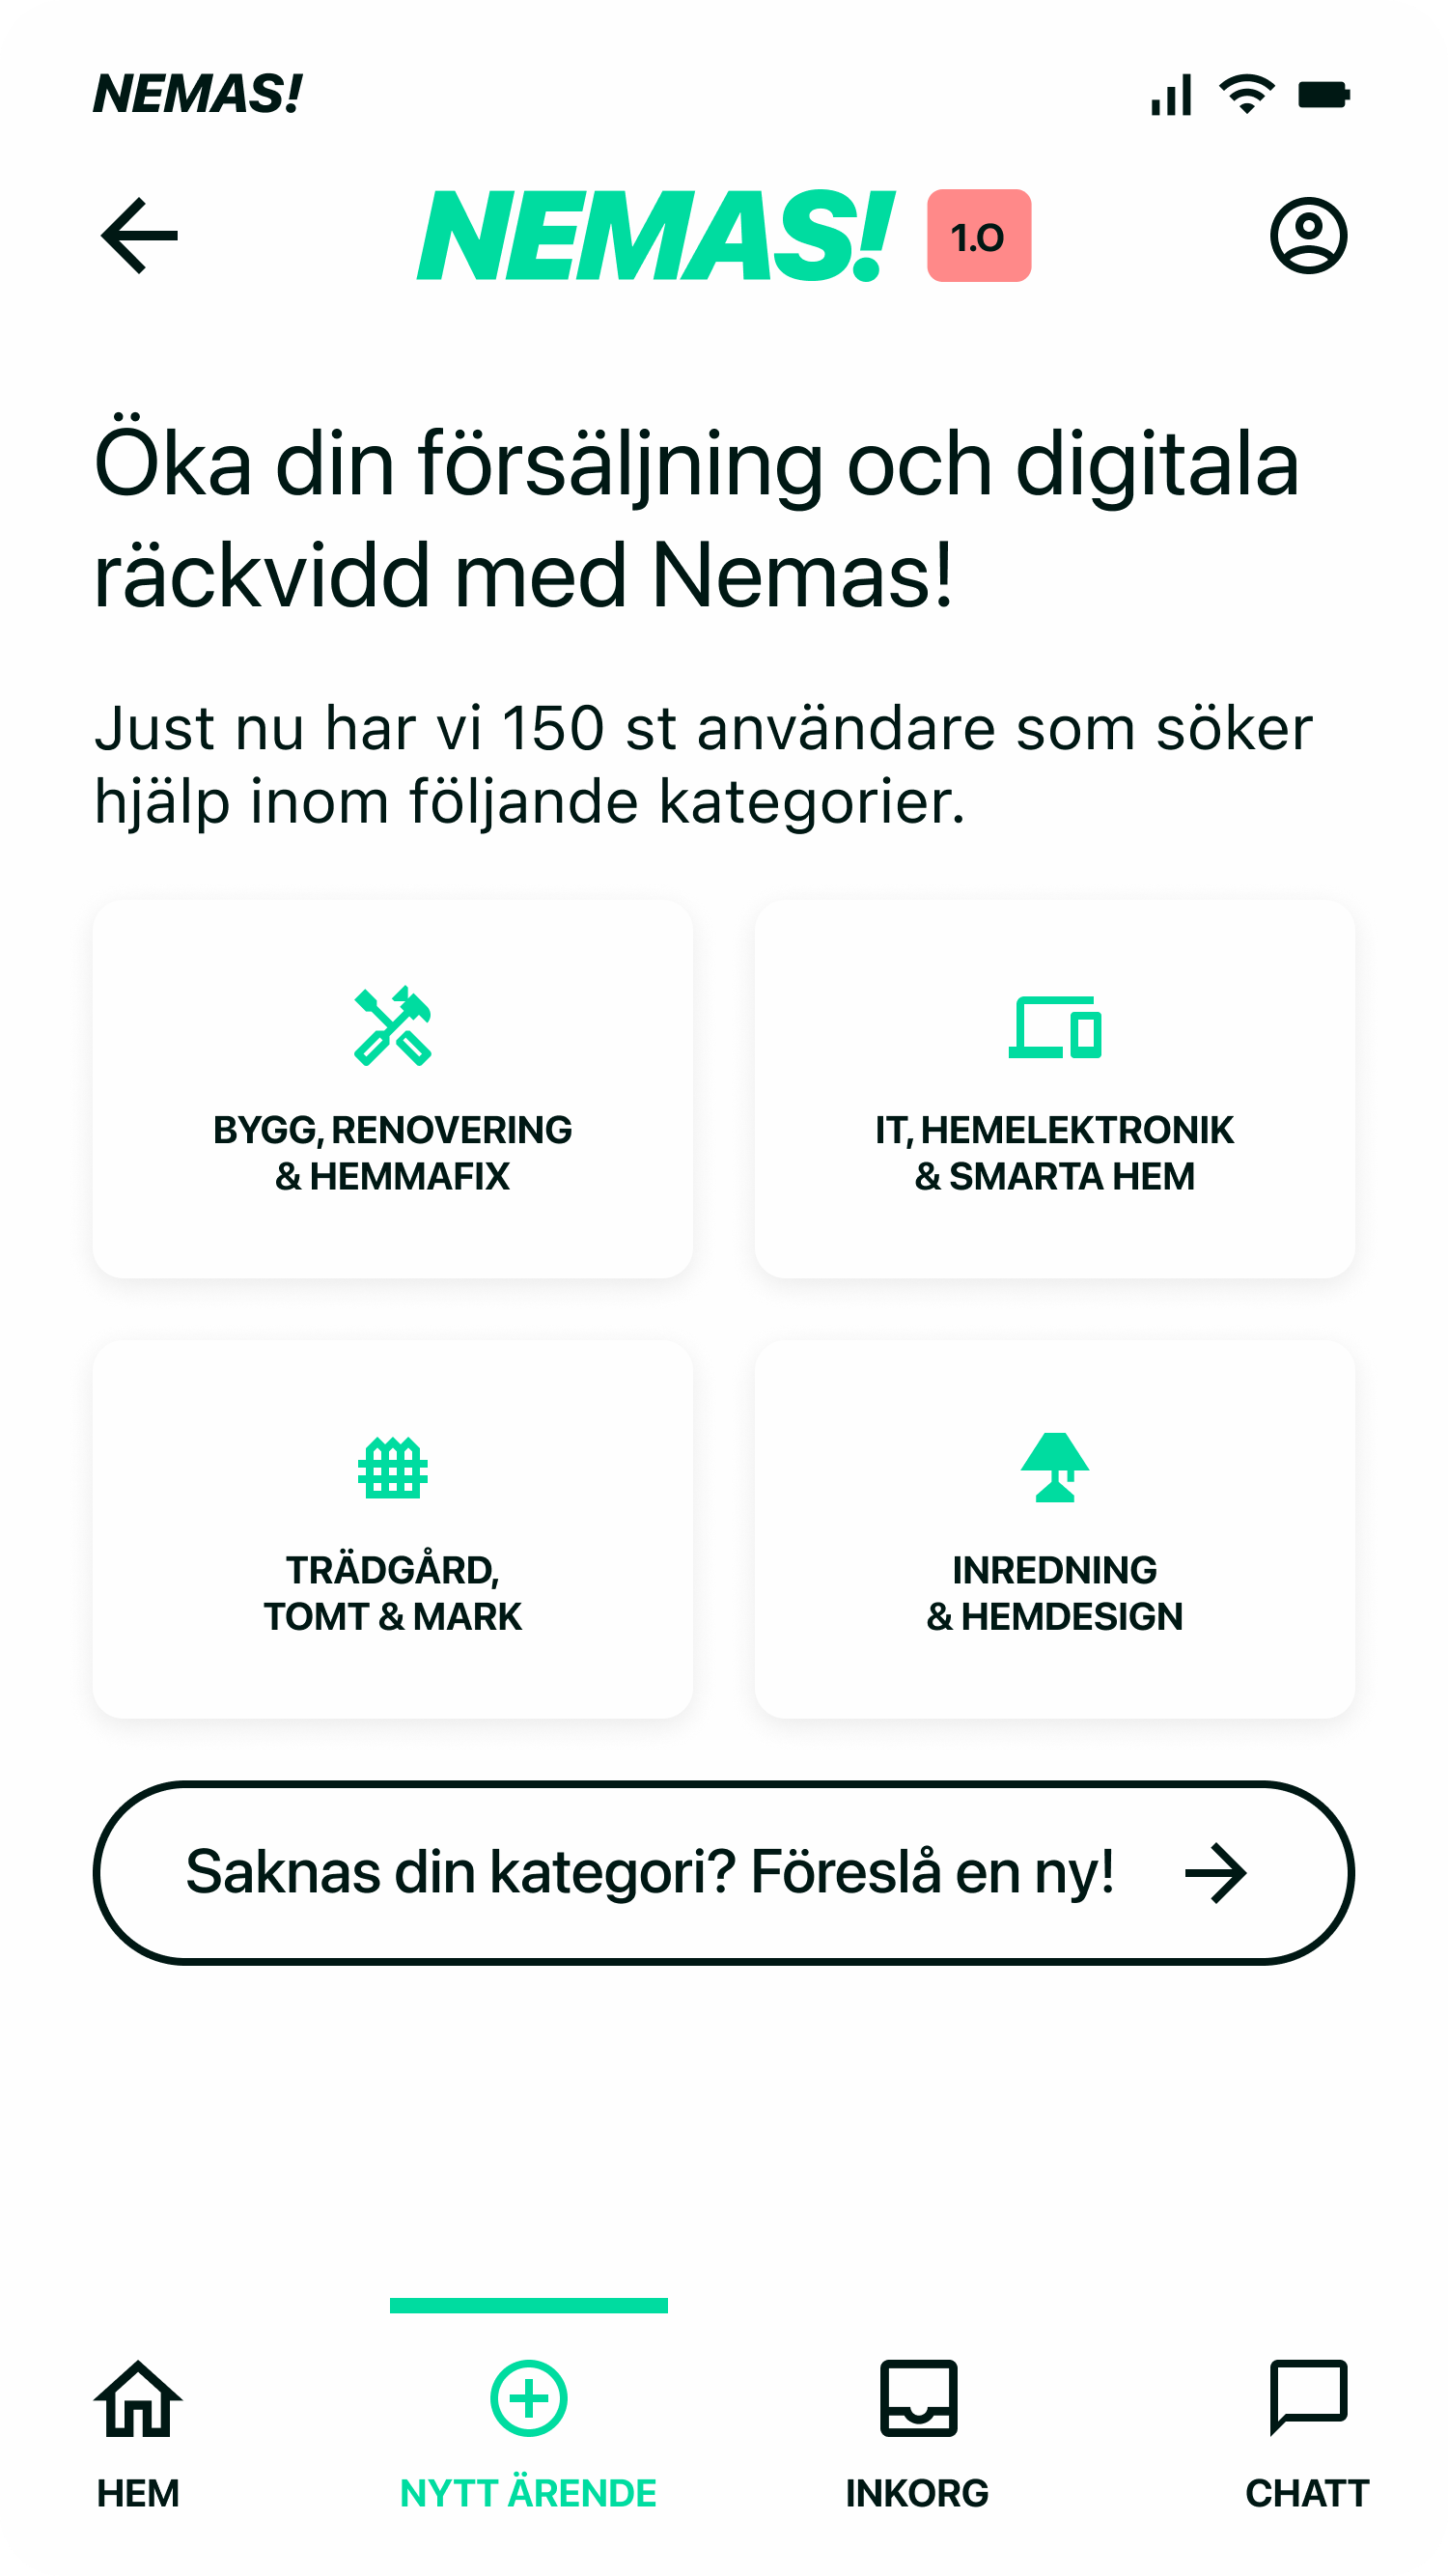 NEMAS!
NEMAS! 1.0
Öka din försäljning och digitala
räckvidd med Nemas!
Just nu har vi 150 st användare som söker
hjälp inom följande kategorier.
BYGG, RENOVERING
& HEMMAFIX
IT, HEMELEKTRONIK
& SMARTA HEM
TRÄDGÅRD,
TOMT & MARK
INREDNING
& HEMDESIGN
Saknas din kategori? Föreslå en ny!
HEM
NYTT ÄRENDE
INKORG
CHATT